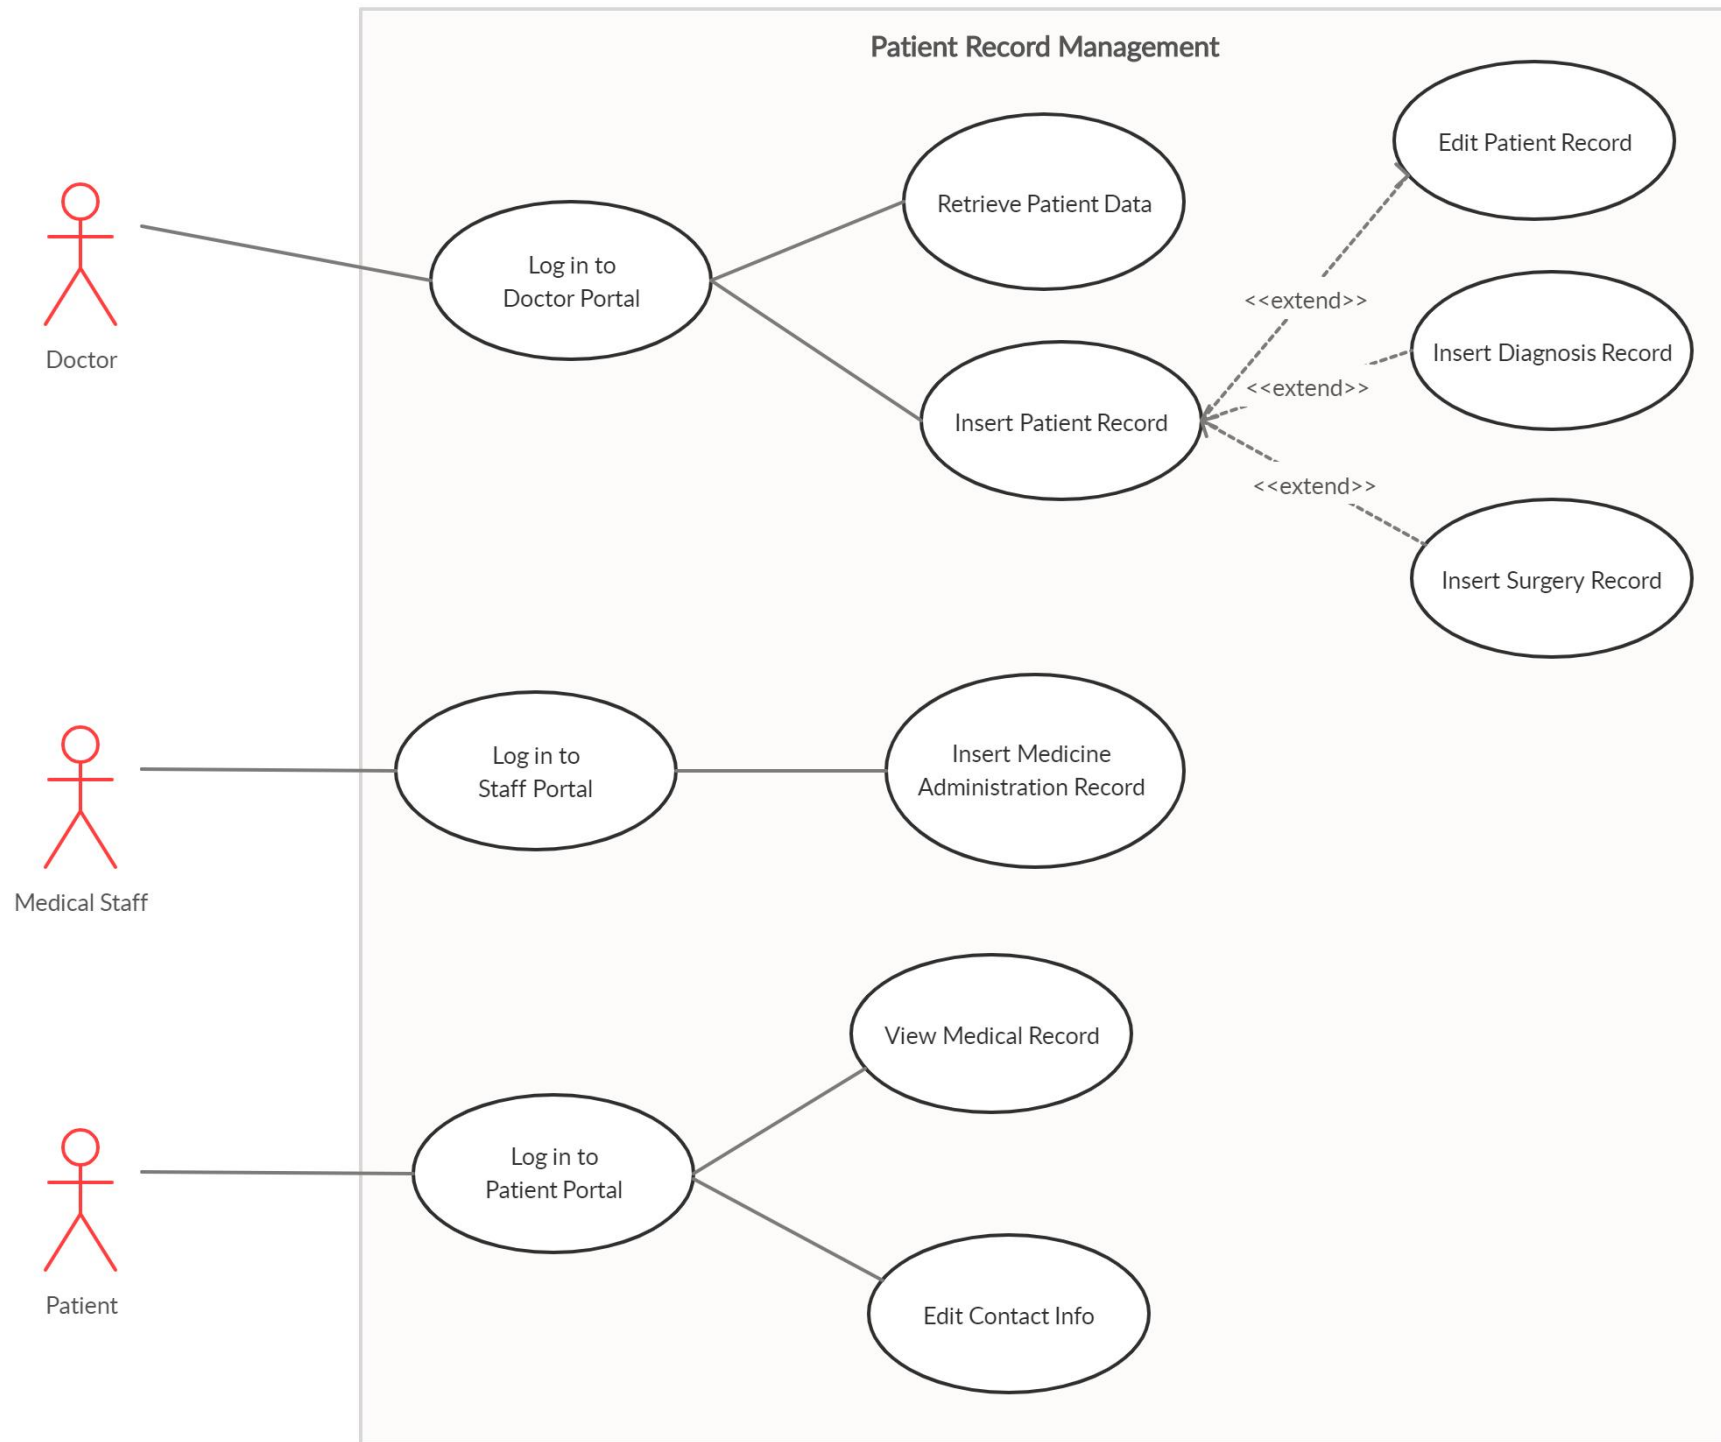 Patient Record Management
Edit Patient Record
Retrieve Patient Data
Log in to
Doctor Portal
<<extend>>
Insert Diagnosis Record
Doctor
<<extend>>
Insert Patient Record
<<extend>>
Insert Surgery Record
Log in to
Staff Portal
Insert Medicine
Administration Record
Medical Staff
View Medical Record
Log in to
Patient Portal
Patient
Edit Contact Info